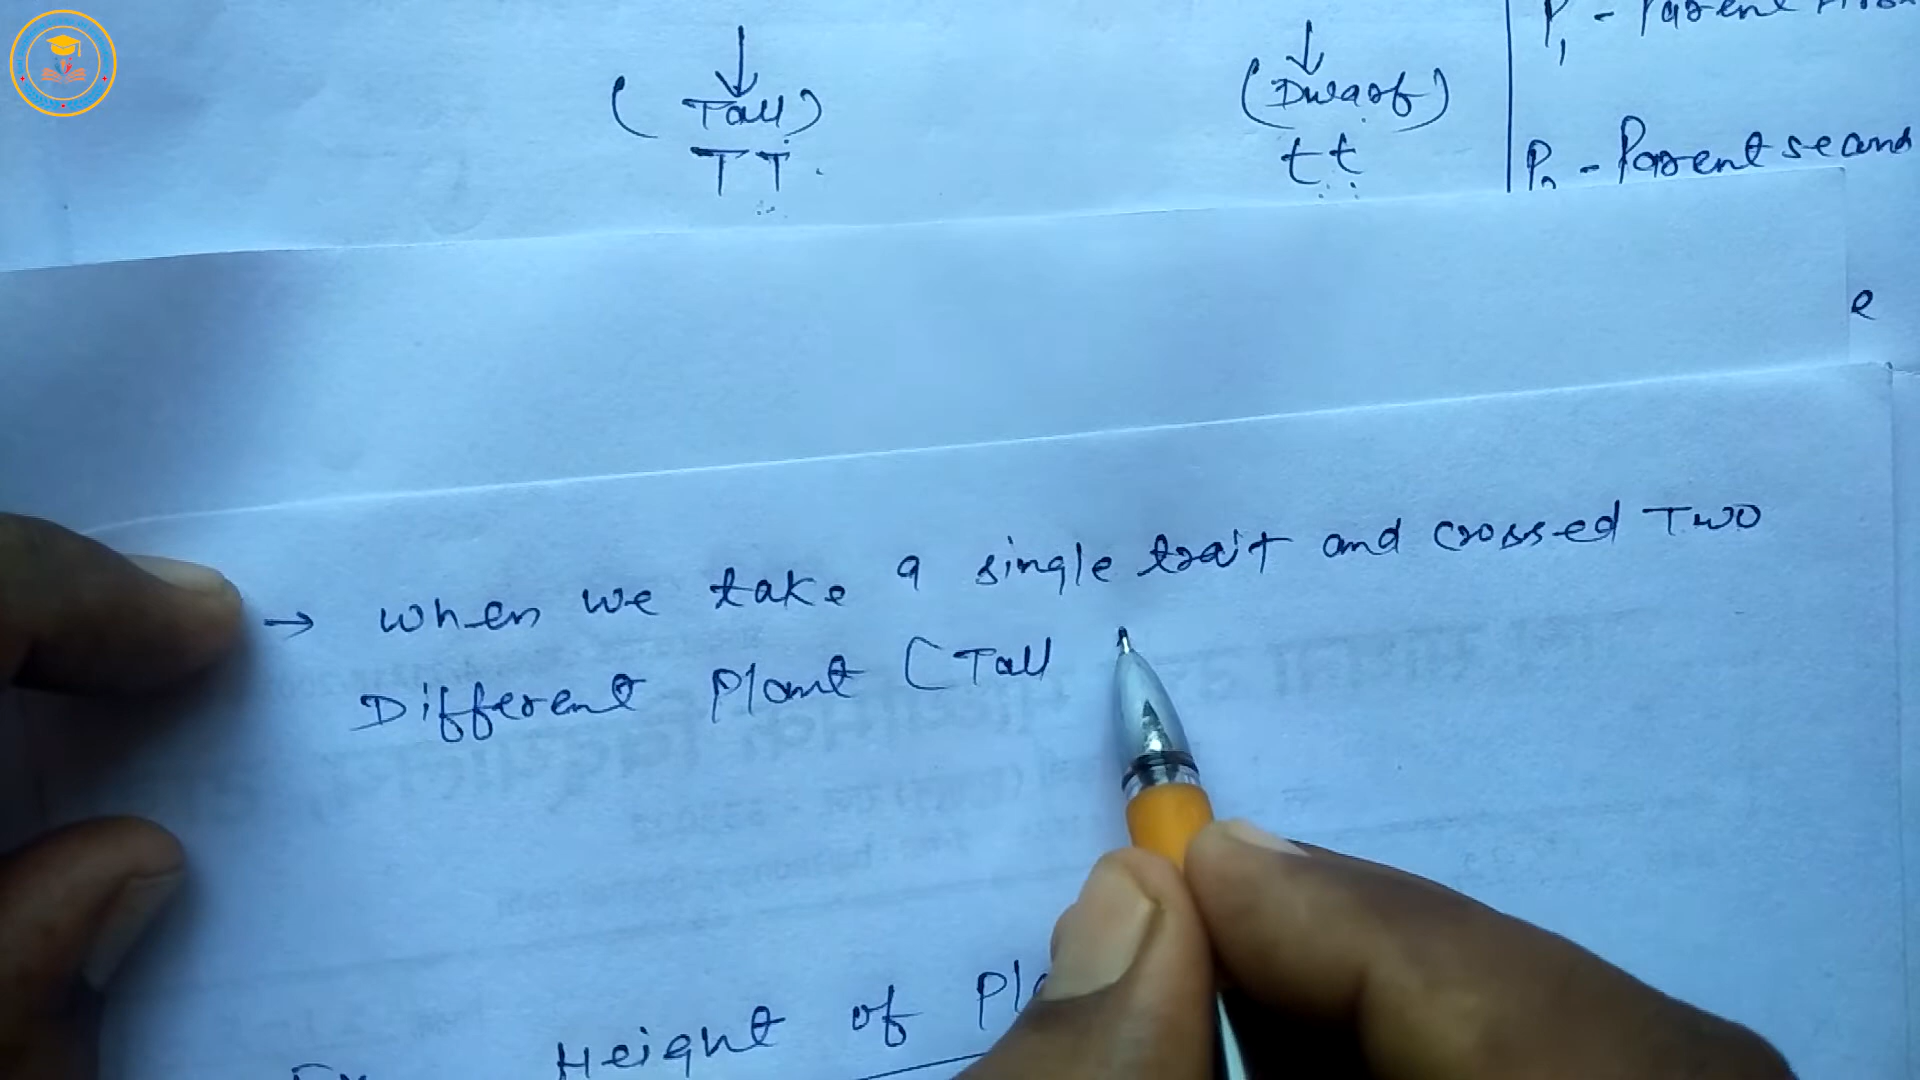 P1 - Parent
(Tall) (Dwarf)
TT tt
P2 - Parent second
e
→ When we take a single trait and crossed Two
Different Plant (Tall
Height of Pl